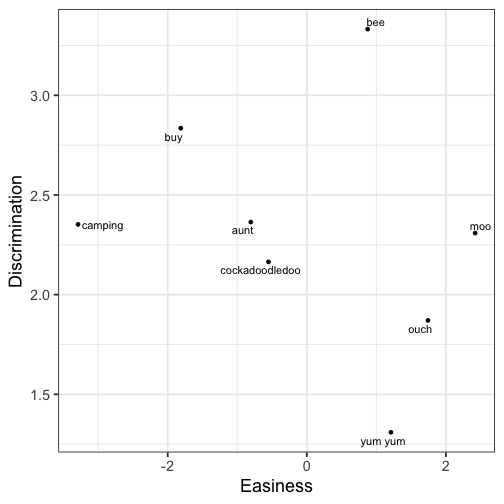 bee
3.0
buy
2.5
camping
aunt
moo
cockadoodledoo
2.0
ouch
1.5
yum yum
-2 0 2
Easiness
Discrimination